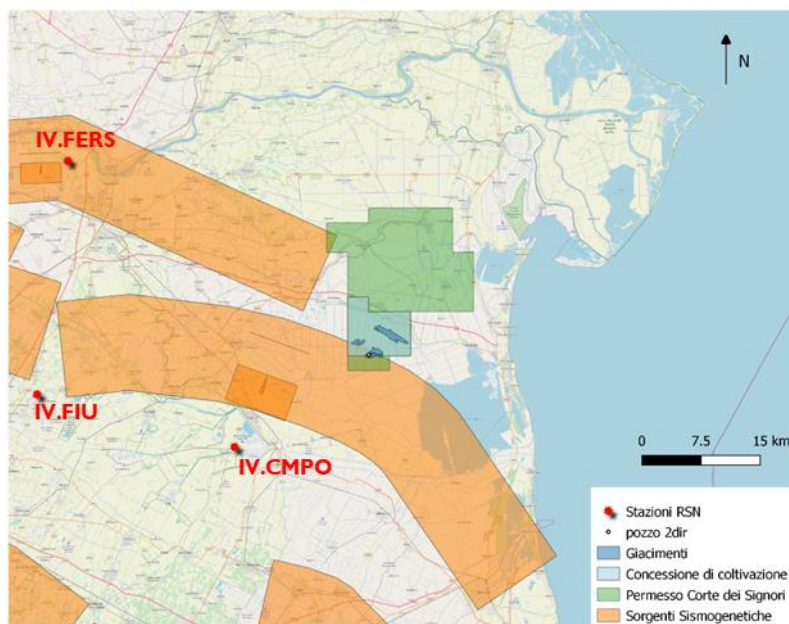 N
IV.FERS
IV.FIU
IV.CMPO
0 7.5 15 km
Stazioni RSN
pozzo 2dir
Giacimenti
Concessione di coltivazione
Permesso Corte dei Signori
Sorgenti Sismogenetiche